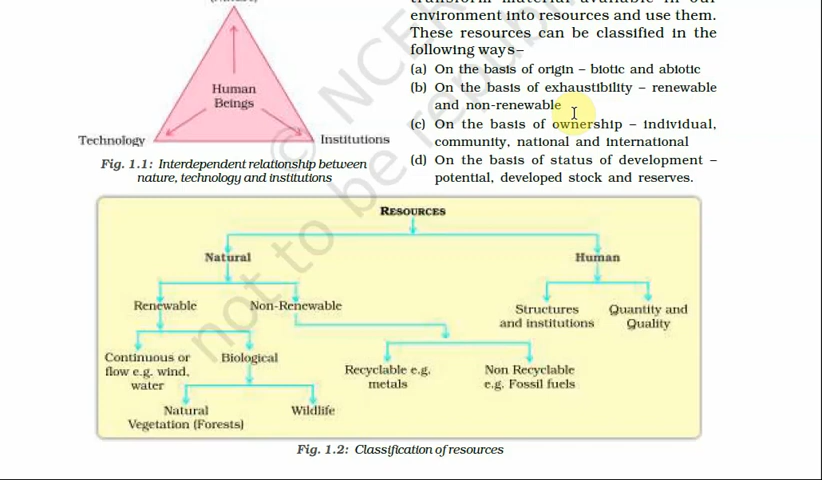 environment into resources and use them.
These resources can be classified in the
following ways–
(a) On the basis of origin – biotic and abiotic
(b) On the basis of exhaustibility – renewable
and non-renewable
(c) On the basis of ownership – individual,
community, national and international
(d) On the basis of status of development –
potential, developed stock and reserves.
Human
Beings
Technology
Institutions
Fig. 1.1: Interdependent relationship between
nature, technology and institutions
RESOURCES
Natural
Human
Renewable
Non-Renewable
Structures
and institutions
Quantity and
Quality
Continuous or
flow e.g. wind,
water
Biological
Recyclable e.g.
metals
Non Recyclable
e.g. Fossil fuels
Natural
Vegetation (Forests)
Wildlife
Fig. 1.2: Classification of resources
not to be republ